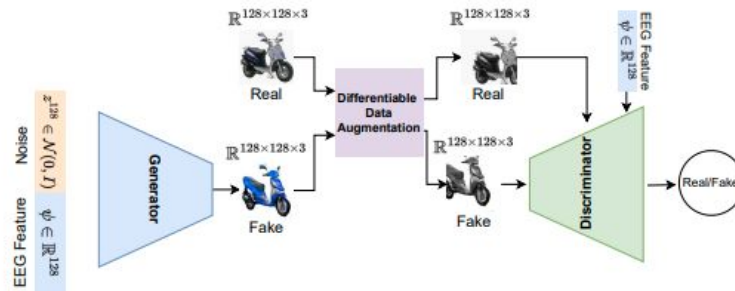 Noise
z^128 ∈ N(0, I)
EEG Feature
ψ ∈ ℝ^128
Generator
ℝ^128×128×3
Real
ℝ^128×128×3
Fake
Differentiable
Data
Augmentation
ℝ^128×128×3
Real
ℝ^128×128×3
Fake
EEG Feature
ψ ∈ ℝ^128
Discriminator
Real/Fake